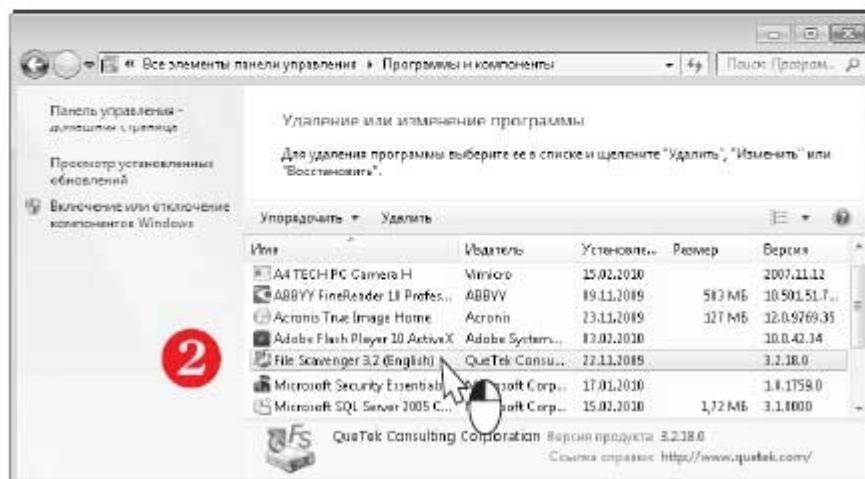 « Все элементы панели управления ▸ Программы и компоненты
Поиск Програм...
Панель управления -
домашняя страница
Просмотр установленных
обновлений
Включение или отключение
компонентов Windows
Удаление или изменение программы
Для удаления программы выберите ее в списке и щелкните "Удалить", "Изменить" или
"Восстановить".
Упорядочить ▾ Удалить
Имя Издатель Установле... Размер Версия
A4 TECH PC Camera H Vimicro 15.02.2010 2007.11.12
ABBYY FineReader 10 Profes... ABBYY 19.11.2009 503 МБ 10.501.51.7...
Acronis True Image Home Acronis 23.11.2009 127 МБ 12.0.9769.35
Adobe Flash Player 10 ActiveX Adobe System... 03.02.2010 10.0.42.34
2
File Scavenger 3.2 (English) QueTek Consu... 22.11.2009 3.2.18.0
Microsoft Security Essentials Corp... 17.01.2010 1.0.1759.0
Microsoft SQL Server 2005 C... Corp... 15.02.2010 1,72 МБ 3.1.0000
FS
QueTek Consulting Corporation Версия продукта: 3.2.18.0
Ссылка справки: http://www.quetek.com/